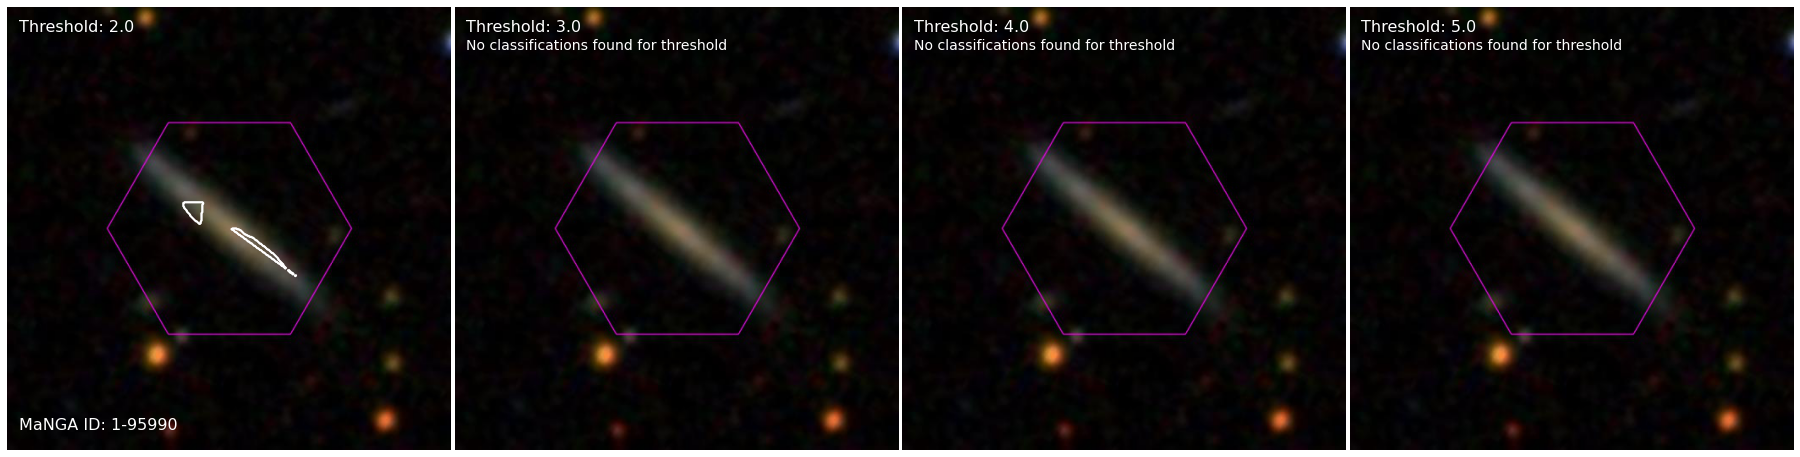 Threshold: 2.0
MaNGA ID: 1-95990
Threshold: 3.0
No classifications found for threshold
Threshold: 4.0
No classifications found for threshold
Threshold: 5.0
No classifications found for threshold